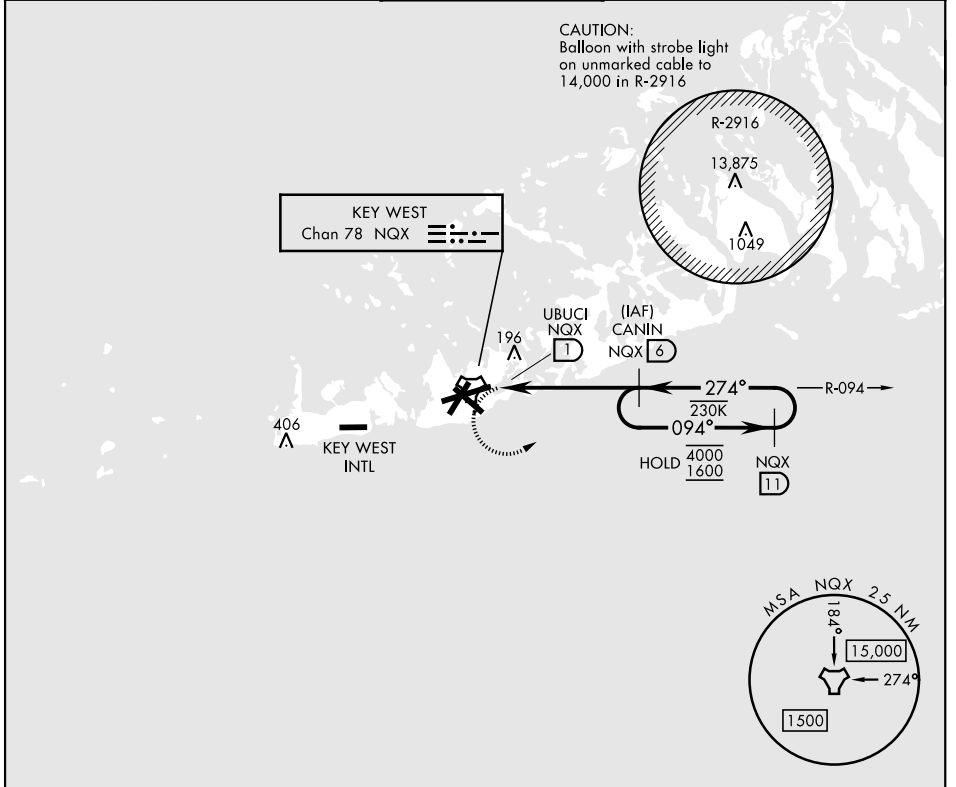 CAUTION:
Balloon with strobe light
on unmarked cable to
14,000 in R-2916
R-2916
13,875
1049
KEY WEST
Chan 78 NQX
UBUCI
NQX
1
(IAF)
CANIN
NQX 6
196
274°
R-094
230K
094°
HOLD 4000
1600
NQX
11
406
KEY WEST
INTL
MSA NQX 25 NM
184°
15,000
274°
1500